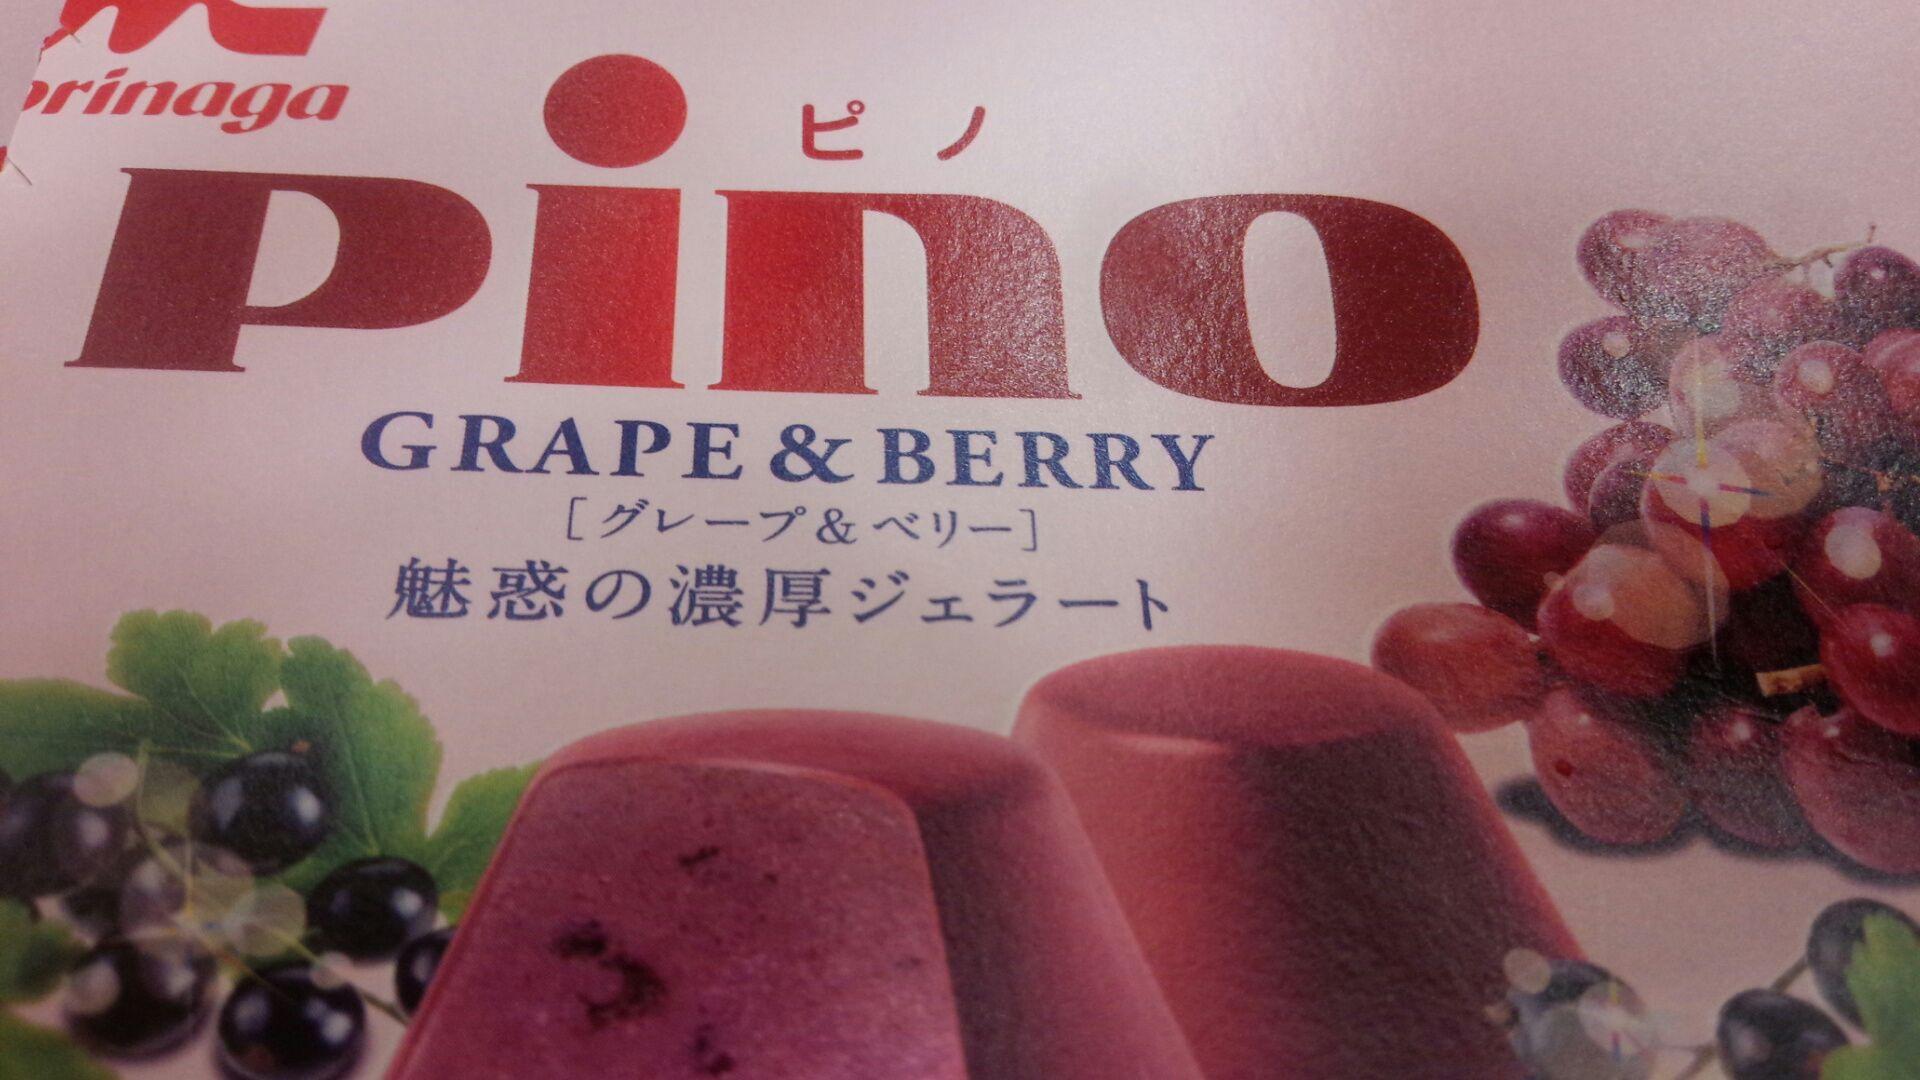 orinaga
ピノ
pino
GRAPE & BERRY
[グレープ&ベリー]
魅惑の濃厚ジェラート